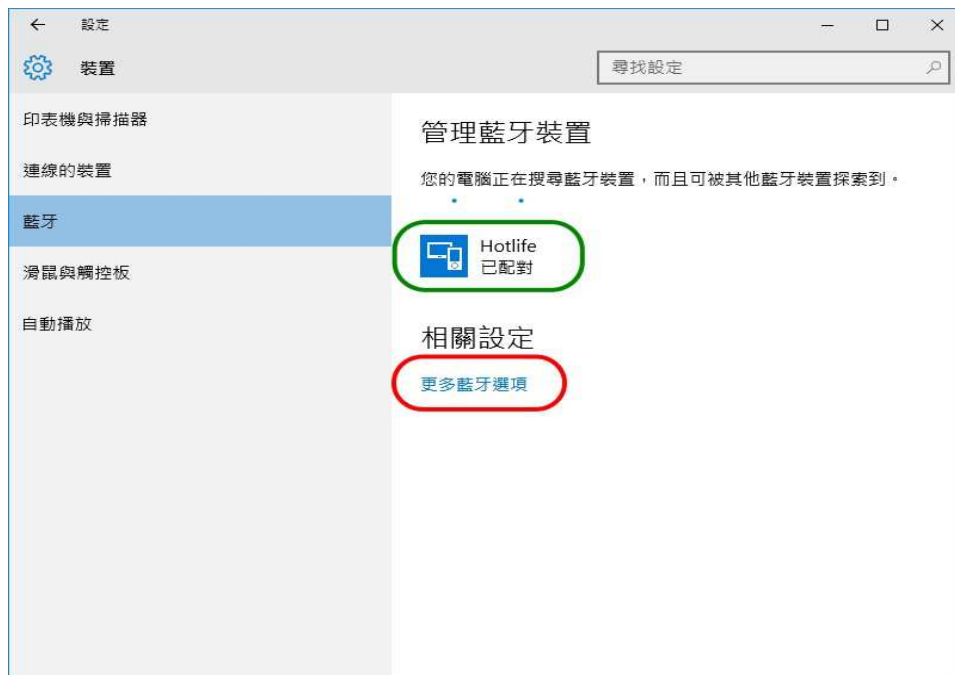 設定
裝置
尋找設定
印表機與掃描器
連線的裝置
藍牙
滑鼠與觸控板
自動播放
管理藍牙裝置
您的電腦正在搜尋藍牙裝置，而且可被其他藍牙裝置探索到。
Hotlife
已配對
相關設定
更多藍牙選項